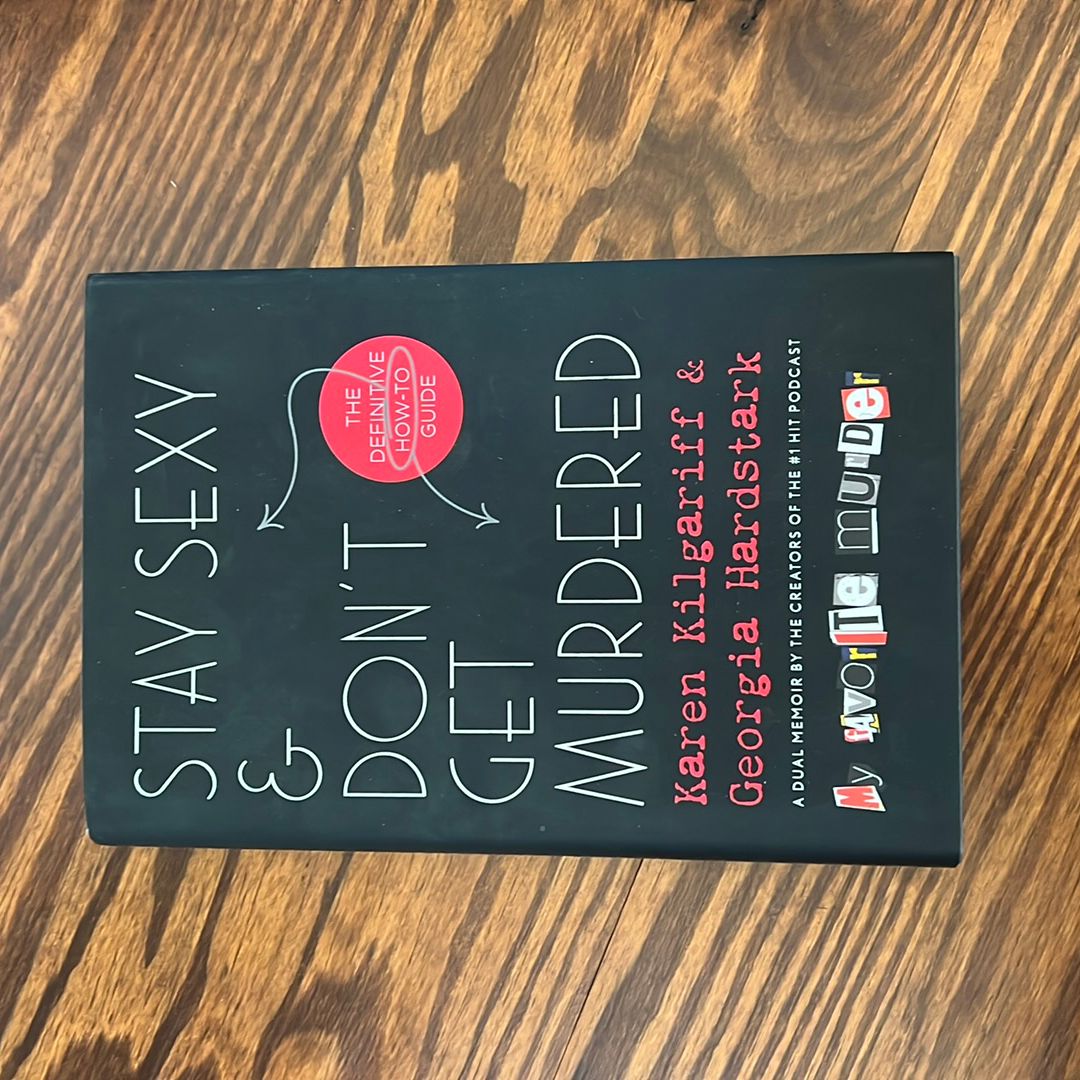 STAY SEXY
&
DON'T
GET
MURDERED
THE
DEFINITIVE
HOW-TO
GUIDE
Karen Kilgariff &
Georgia Hardstark
A DUAL MEMOIR BY THE CREATORS OF THE #1 HIT PODCAST
My fAvorITe murDer